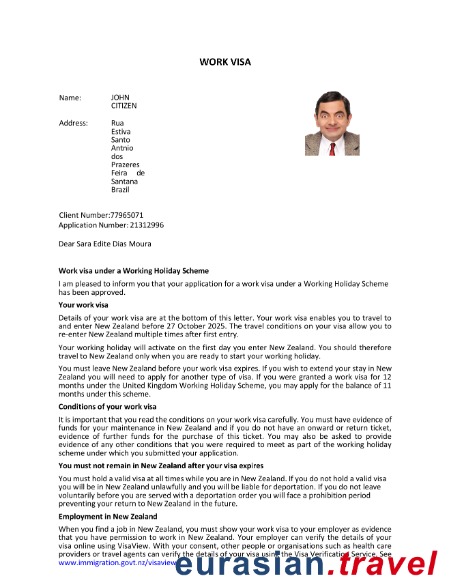 WORK VISA
Name: JOHN
CITIZEN
Address: Rua
Estiva
Santo
Antnio
dos
Prazeres
Feira de
Santana
Brazil
Client Number:77965071
Application Number: 21312996
Dear Sara Edite Dias Moura
Work visa under a Working Holiday Scheme
I am pleased to inform you that your application for a work visa under a Working Holiday Scheme
has been approved.
Your work visa
Details of your work visa are at the bottom of this letter. Your work visa enables you to travel to
and enter New Zealand before 27 October 2025. The travel conditions on your visa allow you to
re-enter New Zealand multiple times after first entry.
Your working holiday will activate on the first day you enter New Zealand. You should therefore
travel to New Zealand only when you are ready to start your working holiday.
You must leave New Zealand before your work visa expires. If you wish to extend your stay in New
Zealand you will need to apply for another type of visa. If you were granted a work visa for 12
months under the United Kingdom Working Holiday Scheme, you may apply for the balance of 11
months under this scheme.
Conditions of your work visa
It is important that you read the conditions on your work visa carefully. You must have evidence of
funds for your maintenance in New Zealand and if you do not have an onward or return ticket,
evidence of further funds for the purchase of this ticket. You may also be asked to provide
evidence of any other conditions that you were required to meet as part of the working holiday
scheme under which you submitted your application.
You must not remain in New Zealand after your visa expires
You must hold a valid visa at all times while you are in New Zealand. If you do not hold a valid visa
you will be in New Zealand unlawfully and you will be liable for deportation. If you do not leave
voluntarily before you are served with a deportation order you will face a prohibition period
preventing your return to New Zealand in the future.
Employment in New Zealand
When you find a job in New Zealand, you must show your work visa to your employer as evidence
that you have permission to work in New Zealand. Your employer can verify the details of your
visa online using VisaView. With your consent, other people or organisations such as health care
providers or travel agents can verify the details of your visa using the Visa Verification Service. See
www.immigration.govt.nz/visaview
eurasian.travel